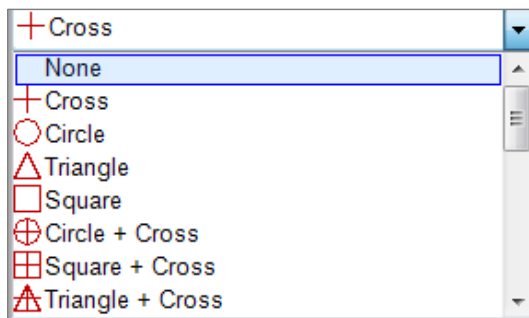 Cross
None
Cross
Circle
Triangle
Square
Circle + Cross
Square + Cross
Triangle + Cross